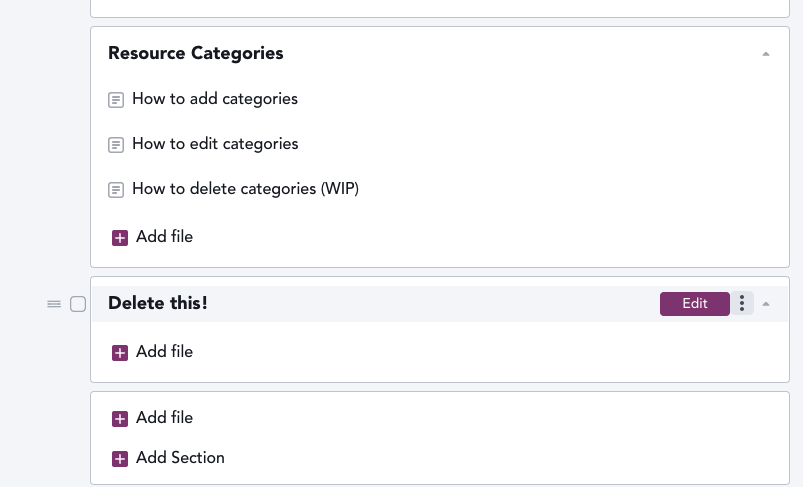 Resource Categories
How to add categories
How to edit categories
How to delete categories (WIP)
Add file
Delete this!
Edit
Add file
Add file
Add Section